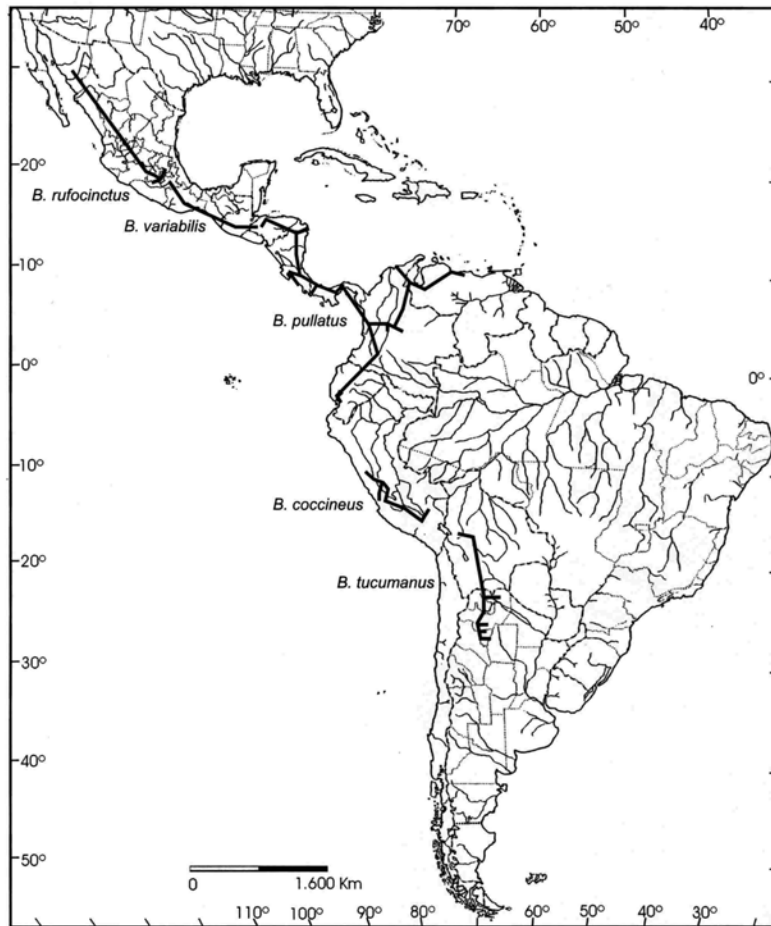 70° 60° 50° 40°
20°
B. rufocinctus
B. variabilis
10°
B. pullatus
0° 0°
10°
B. coccineus
20°
B. tucumanus
30°
40°
50°
0 1.600 Km
110° 100° 90° 80° 60° 50° 40° 30°